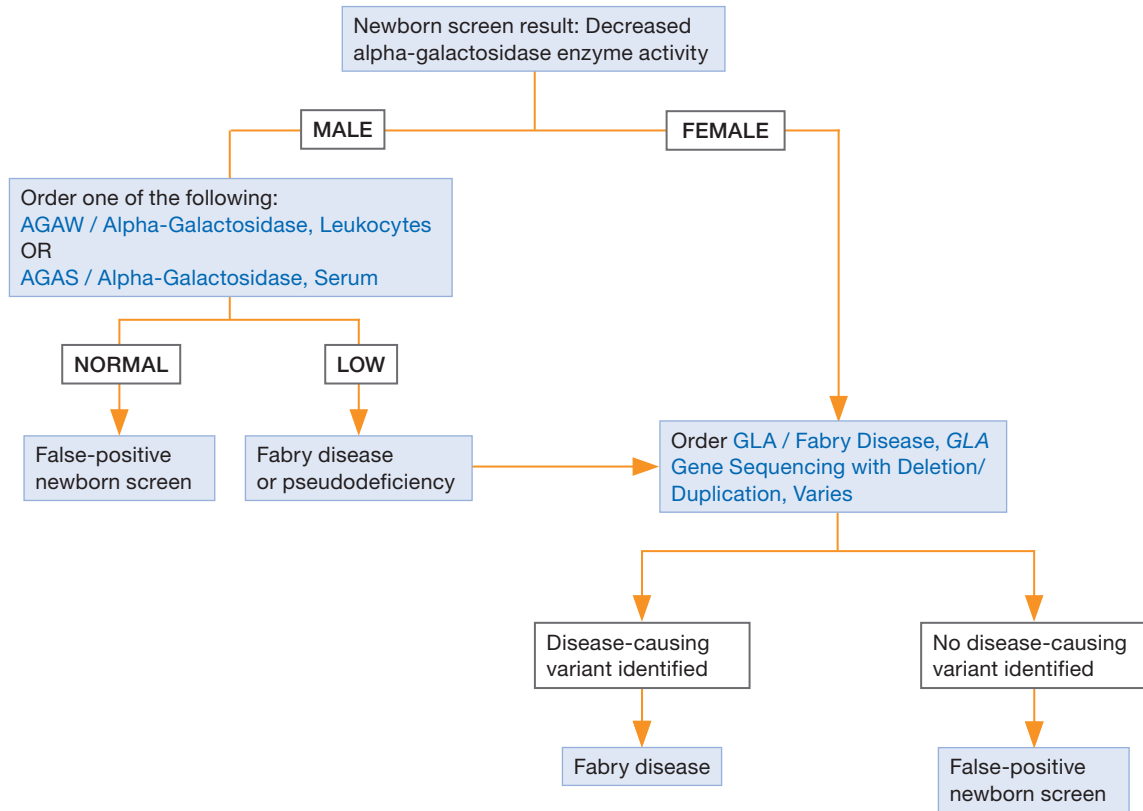 Newborn screen result: Decreased
alpha-galactosidase enzyme activity
MALE
FEMALE
Order one of the following:
AGAW / Alpha-Galactosidase, Leukocytes
OR
AGAS / Alpha-Galactosidase, Serum
NORMAL
LOW
False-positive
newborn screen
Fabry disease
or pseudodeficiency
Order GLA / Fabry Disease, GLA
Gene Sequencing with Deletion/
Duplication, Varies
Disease-causing
variant identified
No disease-causing
variant identified
Fabry disease
False-positive
newborn screen